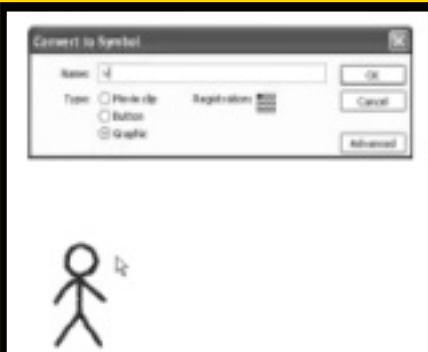 Convert to Symbol
Name:
OK
Type: Movie clip Registration:
Cancel
Button
Graphic
Advanced